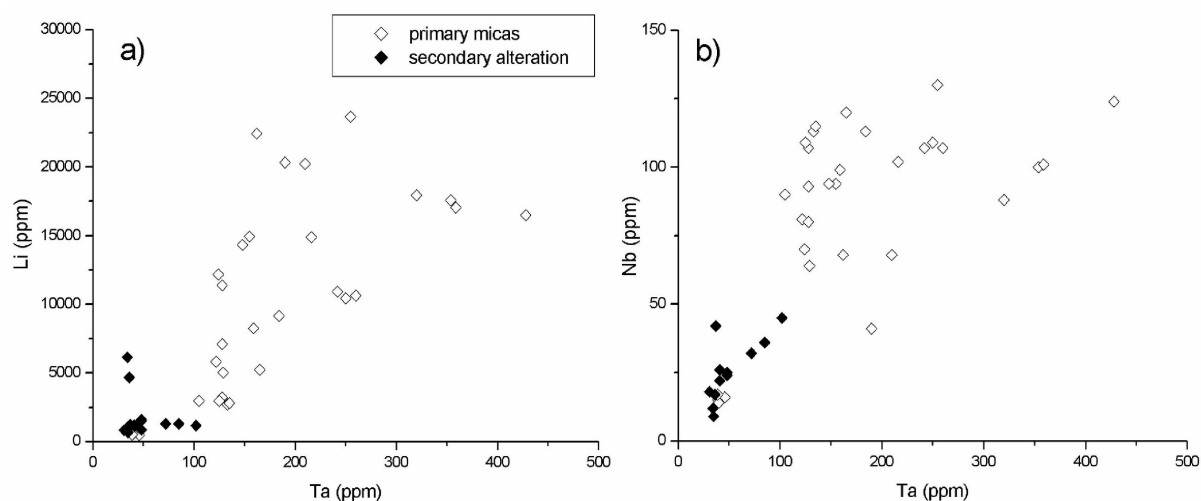 a)
primary micas
secondary alteration
30000
25000
20000
15000
10000
5000
0
Li (ppm)
0 100 200 300 400 500
Ta (ppm)
b)
150
100
50
0
Nb (ppm)
0 100 200 300 400 500
Ta (ppm)